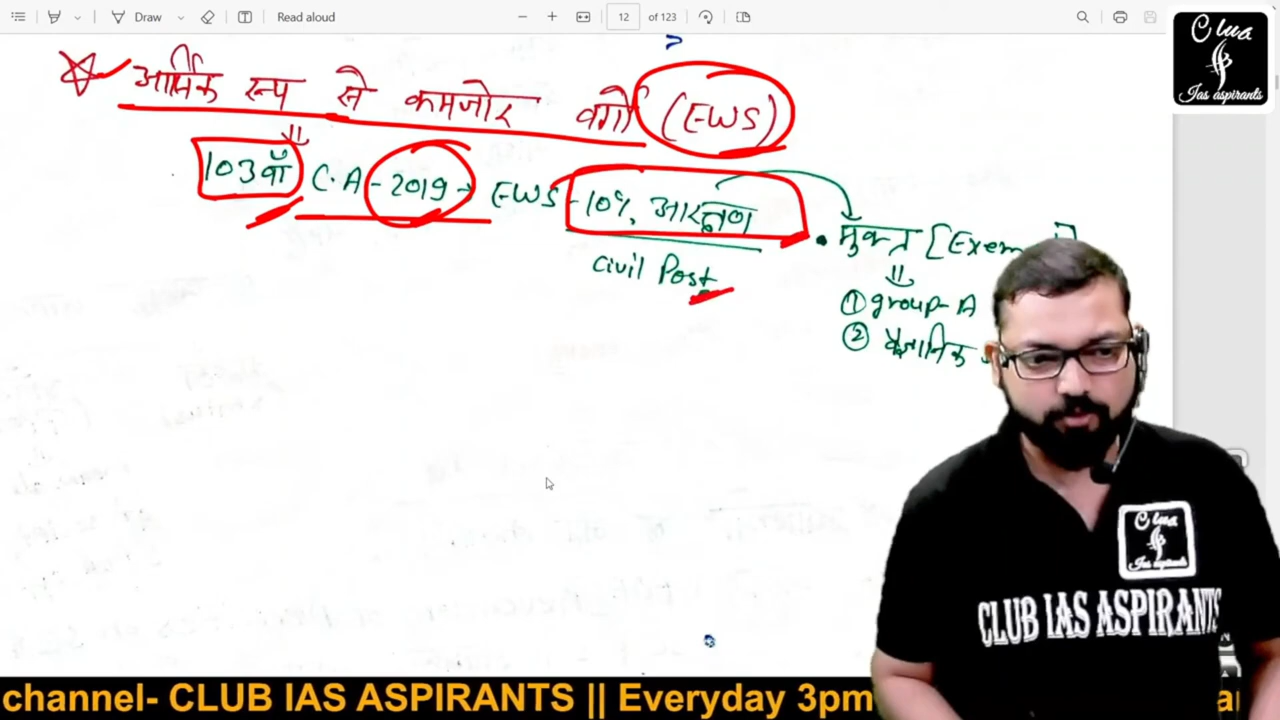 Draw
Read aloud
12 of 123
Club
Ias aspirants
आर्थिक रूप से कमजोर वर्गों (EWS)
103वाँ C.A - 2019 → EWS - 10% आरक्षण
Civil Post
मुक्त [Exem
① group-A
②
CLUB IAS ASPIRANTS
channel- CLUB IAS ASPIRANTS || Everyday 3pm